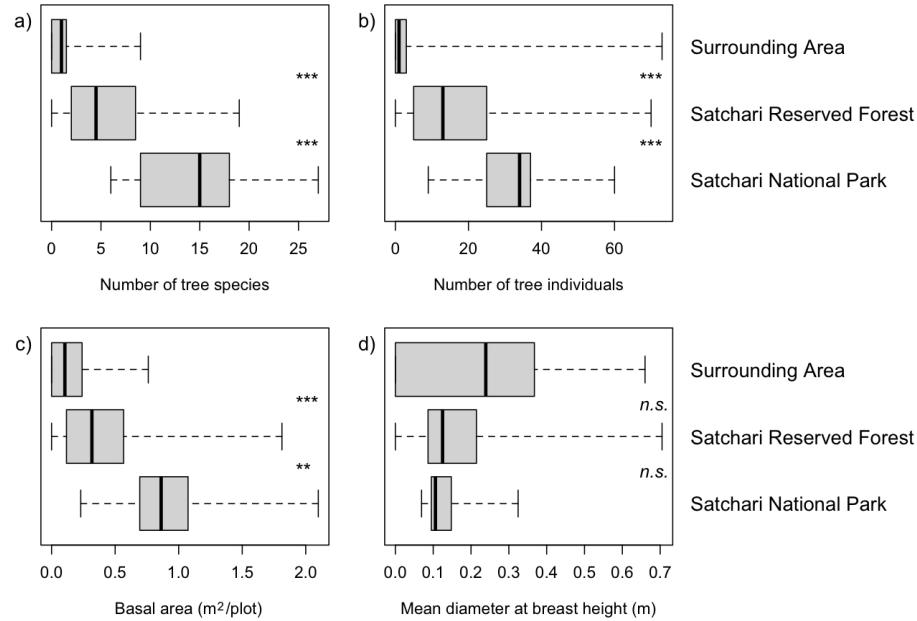 a)
b)
Surrounding Area
***
***
Satchari Reserved Forest
***
***
Satchari National Park
0 5 10 15 20 25
0 20 40 60
Number of tree species
Number of tree individuals
c)
d)
Surrounding Area
***
n.s.
Satchari Reserved Forest
**
n.s.
Satchari National Park
0.0 0.5 1.0 1.5 2.0
0.0 0.1 0.2 0.3 0.4 0.5 0.6 0.7
Basal area (m²/plot)
Mean diameter at breast height (m)